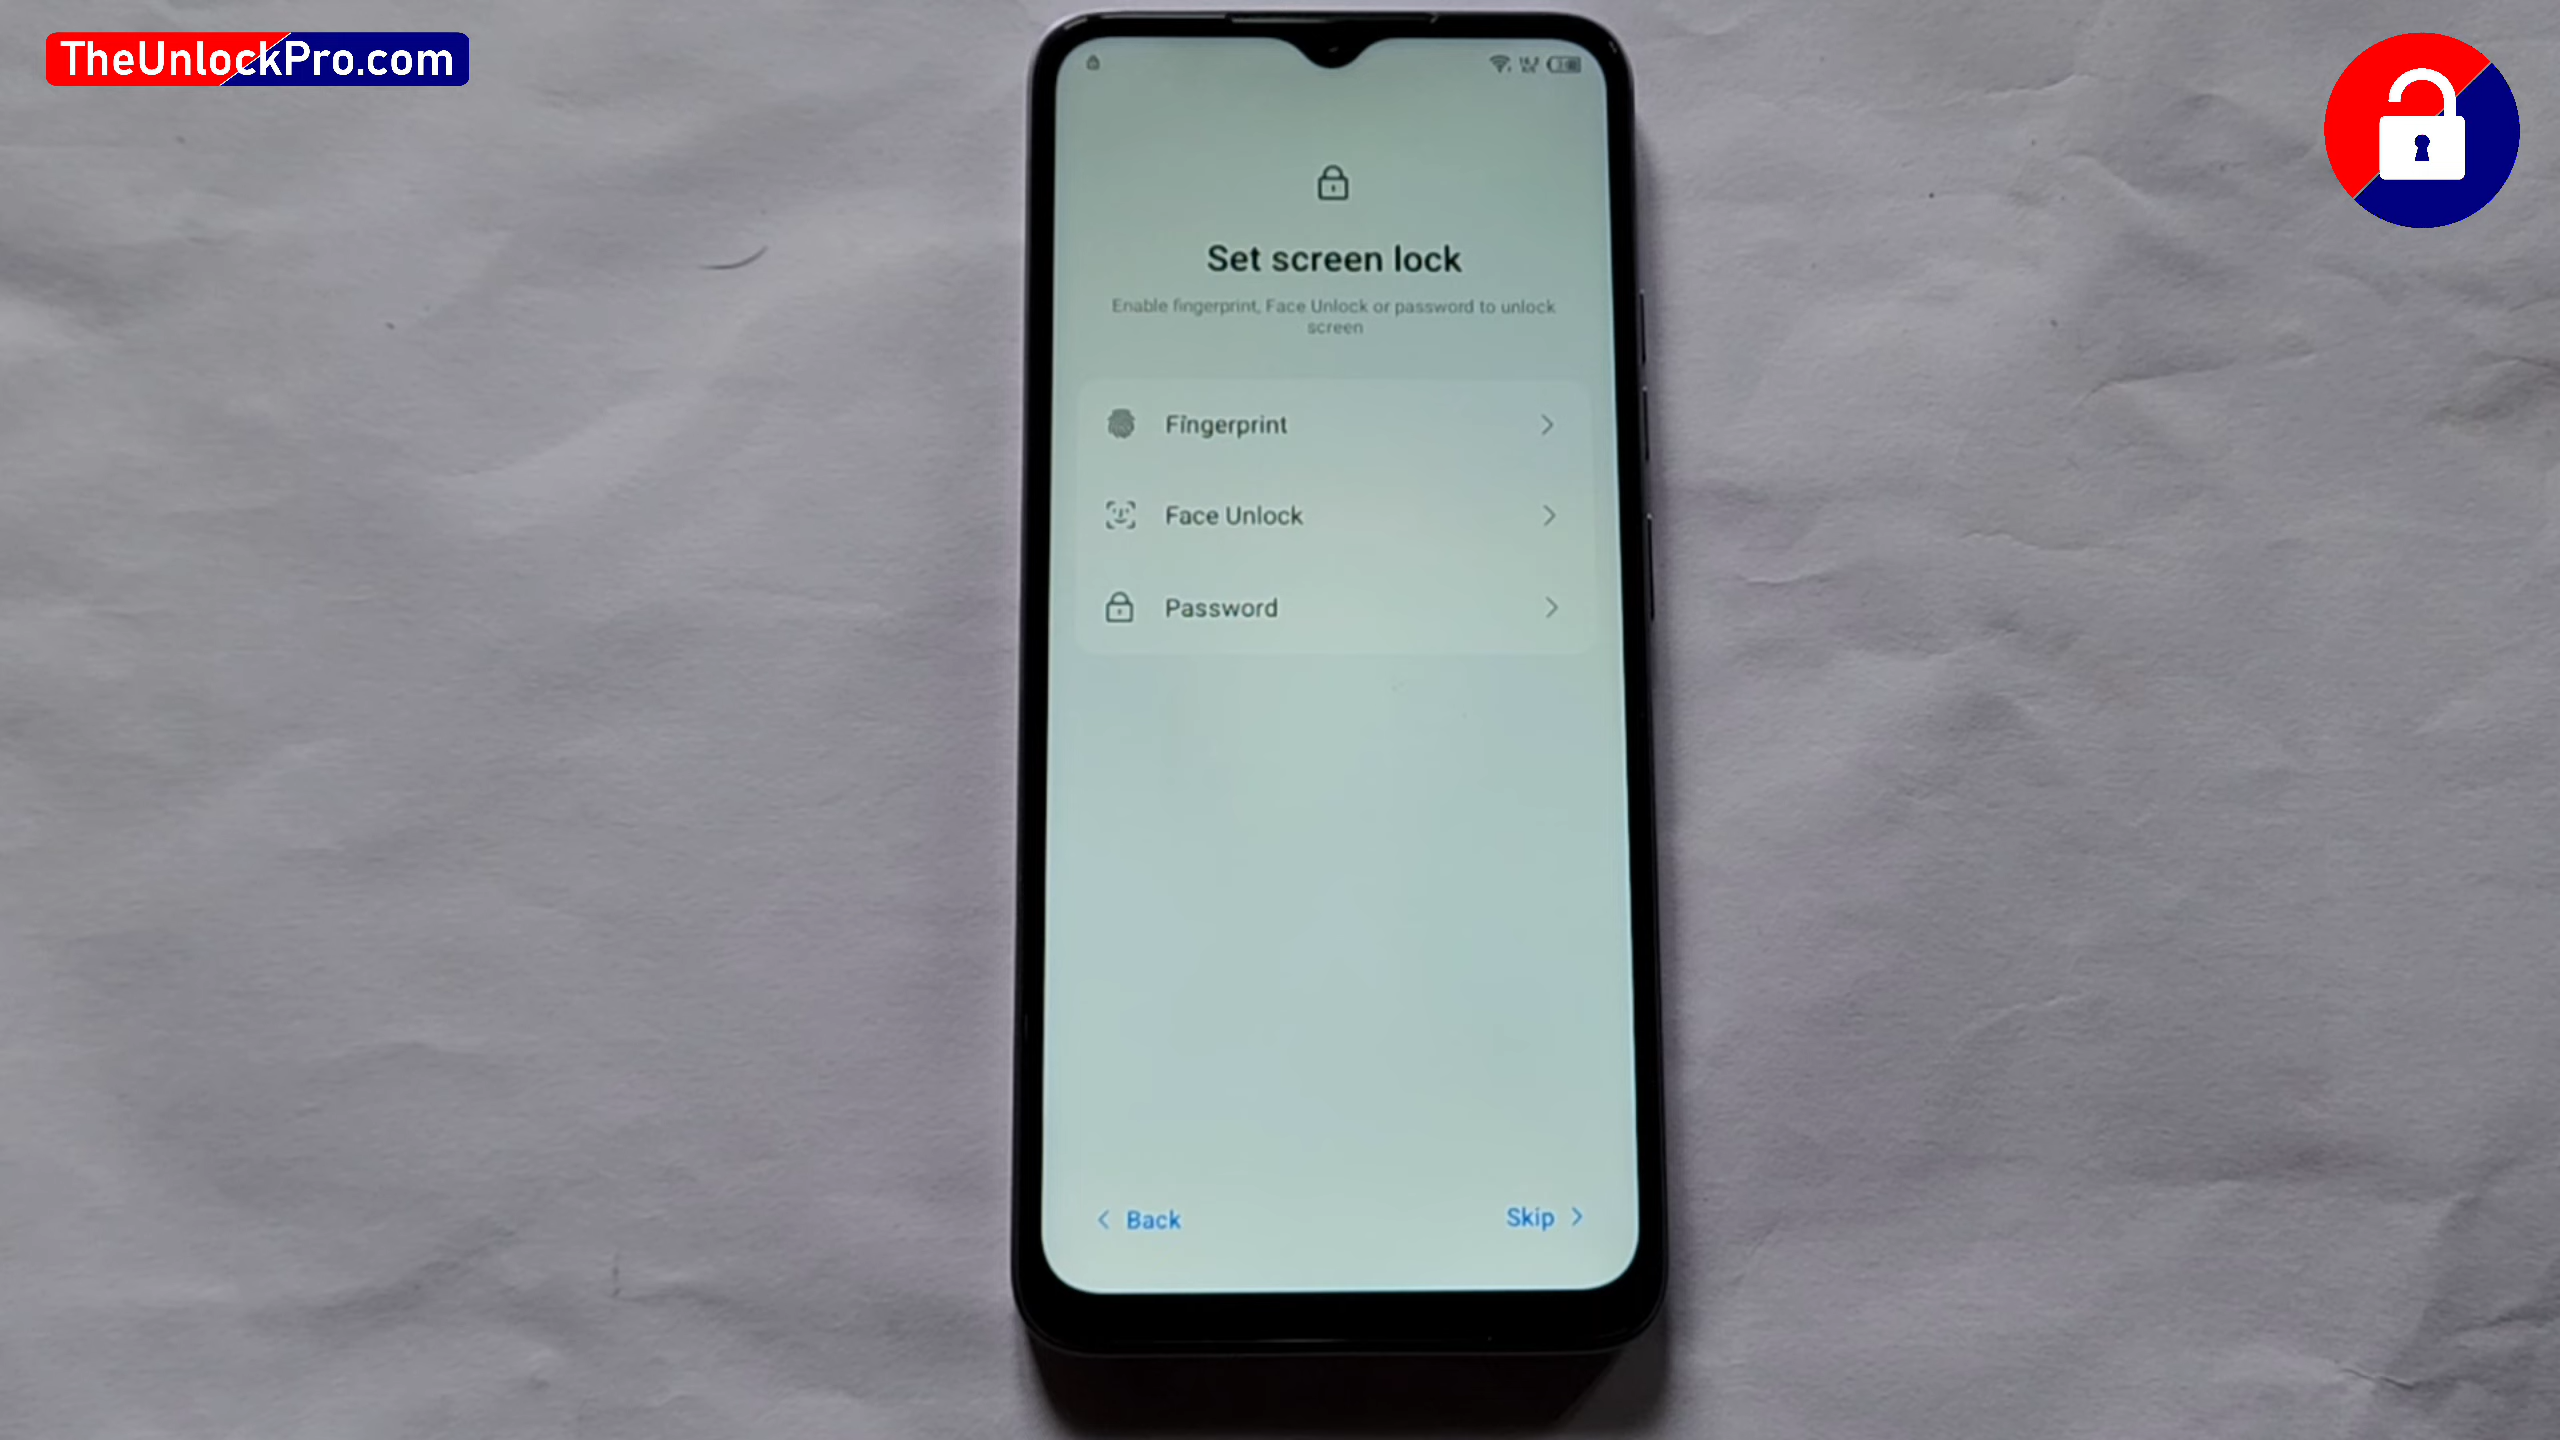 TheUnlockPro.com
Set screen lock
Enable fingerprint, Face Unlock or password to unlock
screen
Fingerprint
Face Unlock
Password
Back
Skip